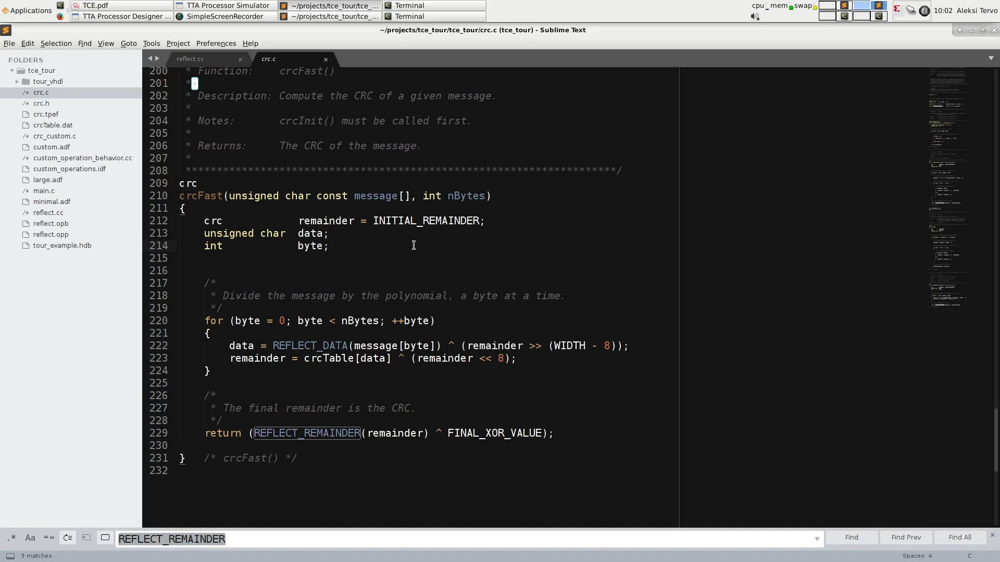 Applications
TCE.pdf
TTA Processor Simulator
~/projects/tce_tour/tce_...
Terminal
cpu mem swap
10:02 Aleksi Tervo
TTA Processor Designer ...
SimpleScreenRecorder
~/projects/tce_tour/tce_...
Terminal
~/projects/tce_tour/tce_tour/crc.c (tce_tour) - Sublime Text
File Edit Selection Find View Goto Tools Project Preferences Help
FOLDERS
tce_tour
tour_vhdl
/* crc.c
/* crc.h
crc.tpef
crcTable.dat
/* crc_custom.c
custom.adf
/* custom_operation_behavior.cc
custom_operations.idf
large.adf
/* main.c
minimal.adf
/* reflect.cc
reflect.opb
reflect.opp
tour_example.hdb
reflect.cc × crc.c ×
200 * Function: crcFast()
201 *
202 * Description: Compute the CRC of a given message.
203 *
204 * Notes: crcInit() must be called first.
205 *
206 * Returns: The CRC of the message.
207 *
208 *********************************************************************/
209 crc
210 crcFast(unsigned char const message[], int nBytes)
211 {
212 crc remainder = INITIAL_REMAINDER;
213 unsigned char data;
214 int byte;
215
216
217 /*
218 * Divide the message by the polynomial, a byte at a time.
219 */
220 for (byte = 0; byte < nBytes; ++byte)
221 {
222 data = REFLECT_DATA(message[byte]) ^ (remainder >> (WIDTH - 8));
223 remainder = crcTable[data] ^ (remainder << 8);
224 }
225
226 /*
227 * The final remainder is the CRC.
228 */
229 return (REFLECT_REMAINDER(remainder) ^ FINAL_XOR_VALUE);
230
231 } /* crcFast() */
232
.* Aa “” REFLECT_REMAINDER Find Find Prev Find All ×
3 matches Spaces: 4 C